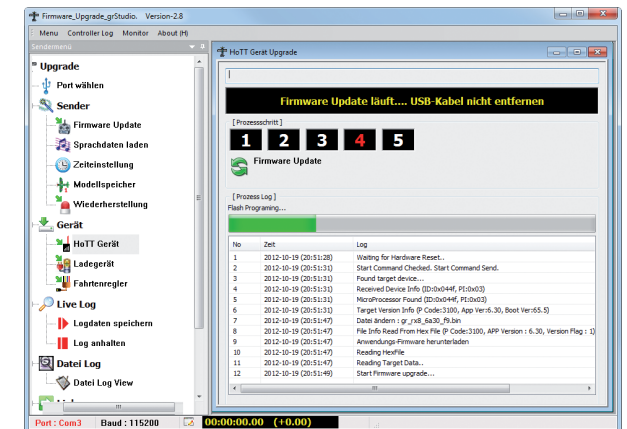 Firmware_Upgrade_grStudio.   Version-2.8
Menu   Controller Log   Monitor   About (H)
Sendermenü
Upgrade
Port wählen
Sender
Firmware Update
Sprachdaten laden
Zeiteinstellung
Modellspeicher
Wiederherstellung
Gerät
HoTT Gerät
Ladegerät
Fahrtenregler
Live Log
Logdaten speichern
Log anhalten
Datei Log
Datei Log View
HoTT Gerät Upgrade
Firmware Update läuft.... USB-Kabel nicht entfernen
[ Prozessschritt ]
1 2 3 4 5
Firmware Update
[ Prozess Log ]
Flash Programing...
No   Zeit   Log
1   2012-10-19 (20:51:28)   Waiting for Hardware Reset..
2   2012-10-19 (20:51:31)   Start Command Checked. Start Command Send.
3   2012-10-19 (20:51:31)   Found target device...
4   2012-10-19 (20:51:31)   Received Device Info (ID:0x044f, PI:0x03)
5   2012-10-19 (20:51:31)   MicroProcessor Found (ID:0x044f, PI:0x03)
6   2012-10-19 (20:51:31)   Target Version Info (P Code:3100, App Ver:6.30, Boot Ver:65.5)
7   2012-10-19 (20:51:47)   Datei ändern : gr_rx8_6a30_f9.bin
8   2012-10-19 (20:51:47)   File Info Read From Hex File (P Code:3100, APP Version : 6.30, Version Flag : 1)
9   2012-10-19 (20:51:47)   Anwendungs-Firmware herunterladen
10   2012-10-19 (20:51:47)   Reading HexFile
11   2012-10-19 (20:51:47)   Reading Target Data..
12   2012-10-19 (20:51:49)   Start Firmware upgrade...
Port : Com3   Baud : 115200   00:00:00.00   (+0.00)